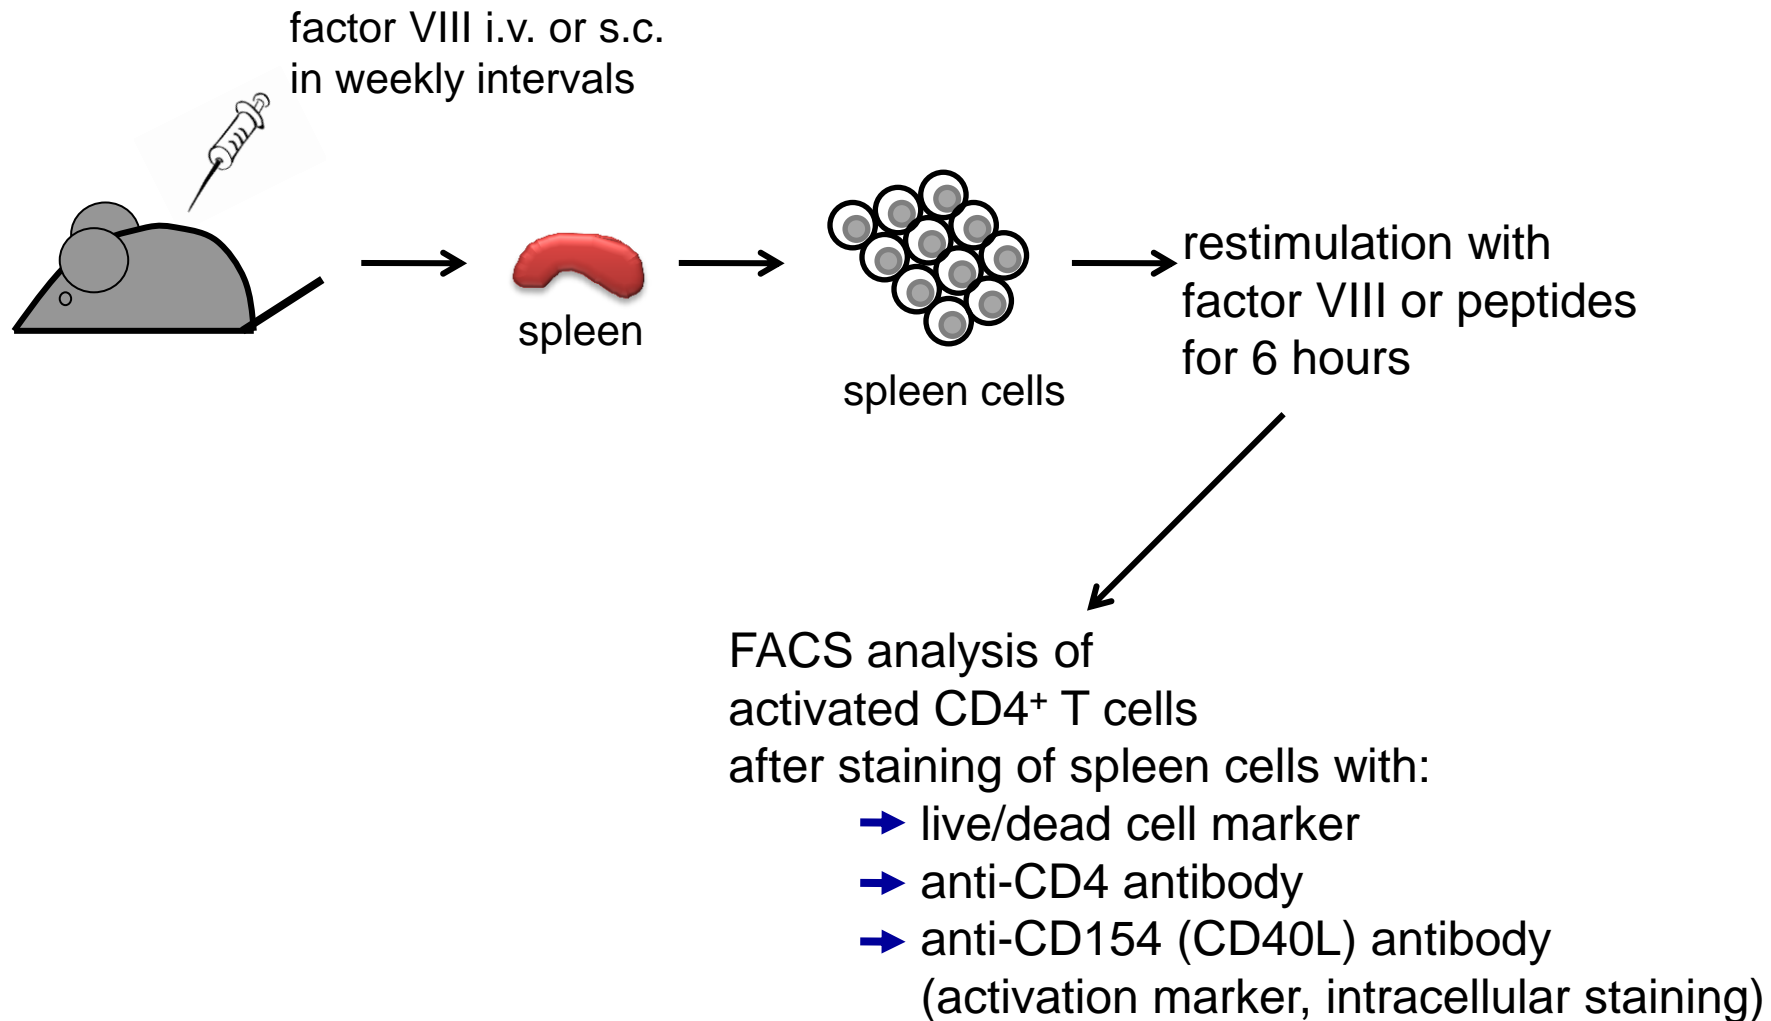 factor VIII i.v. or s.c.
in weekly intervals
spleen
spleen cells
restimulation with
factor VIII or peptides
for 6 hours
FACS analysis of
activated CD4⁺ T cells
after staining of spleen cells with:
live/dead cell marker
anti-CD4 antibody
anti-CD154 (CD40L) antibody
(activation marker, intracellular staining)